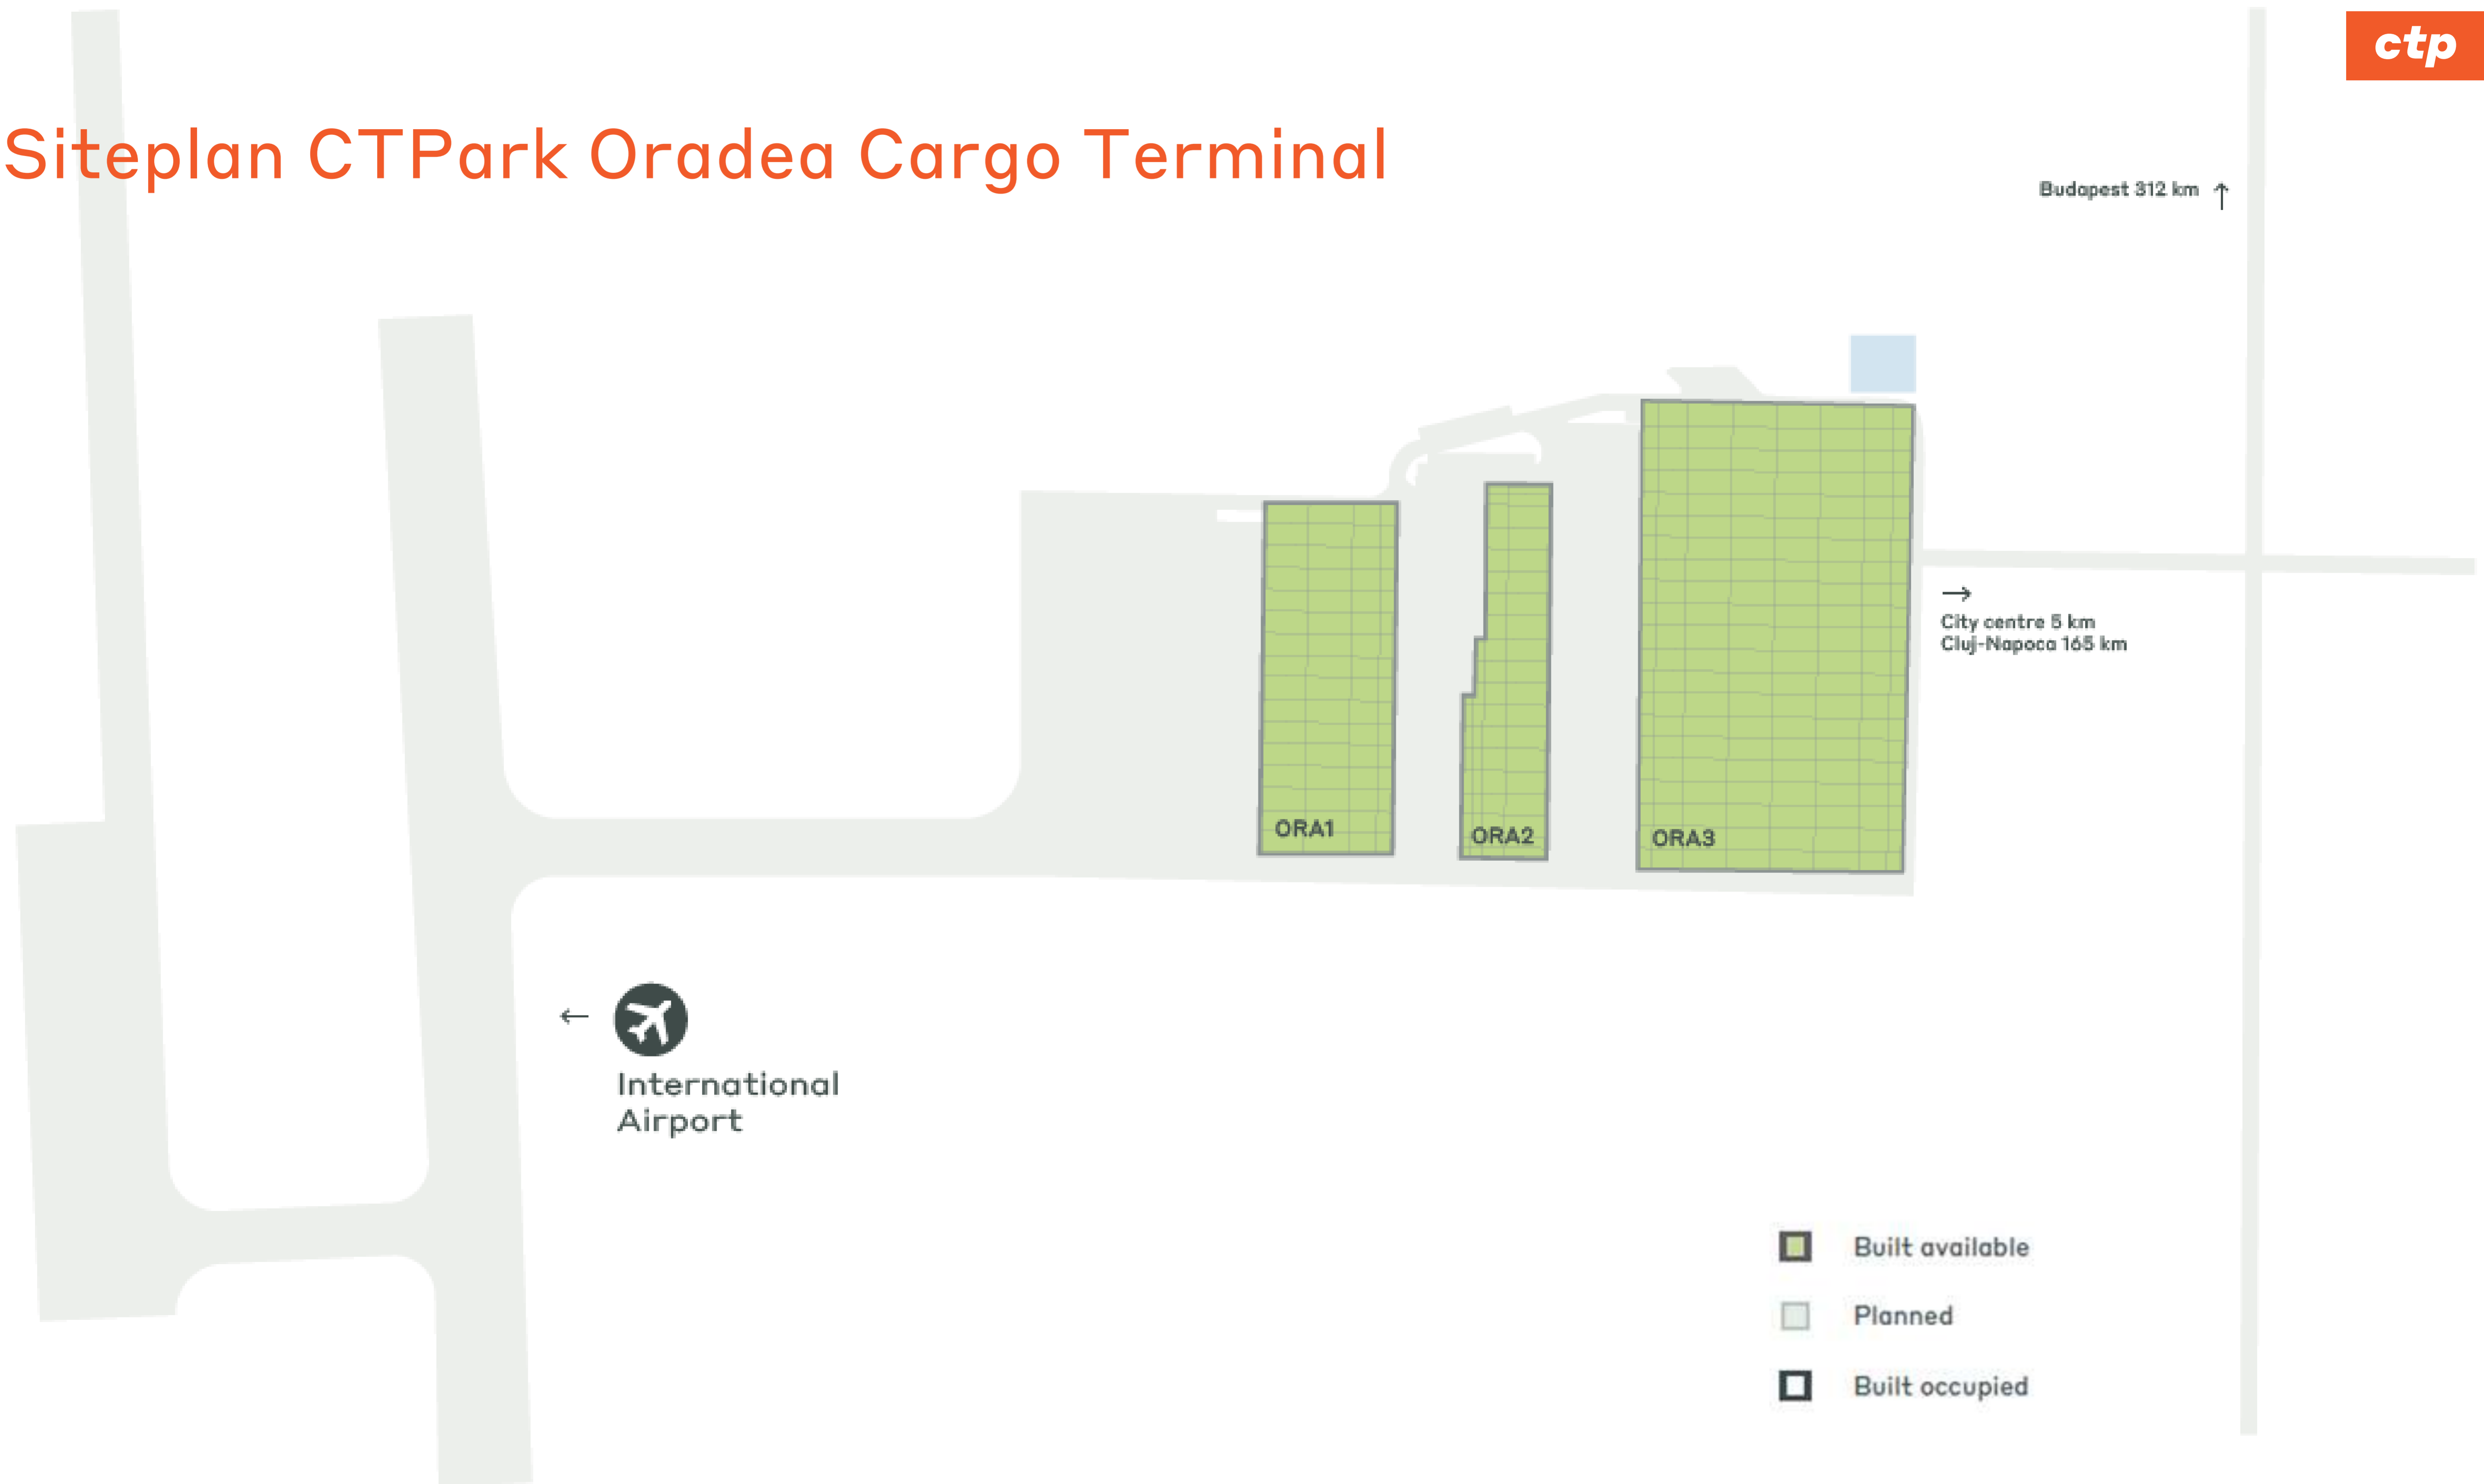 ctp
Siteplan CTPark Oradea Cargo Terminal
Budapest 312 km ↑
→
City centre 5 km
Cluj-Napoca 165 km
ORA1
ORA2
ORA3
←
International
Airport
Built available
Planned
Built occupied